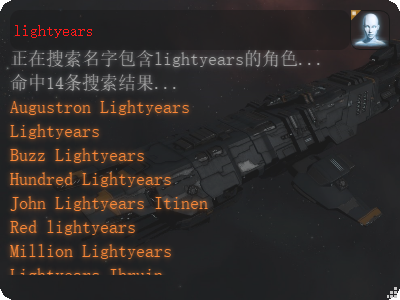 lightyears
正在搜索名字包含lightyears的角色...
命中14条搜索结果...
Augustron Lightyears
Lightyears
Buzz Lightyears
Hundred Lightyears
John Lightyears Itinen
Red lightyears
Million Lightyears
Lightyears Ibruin